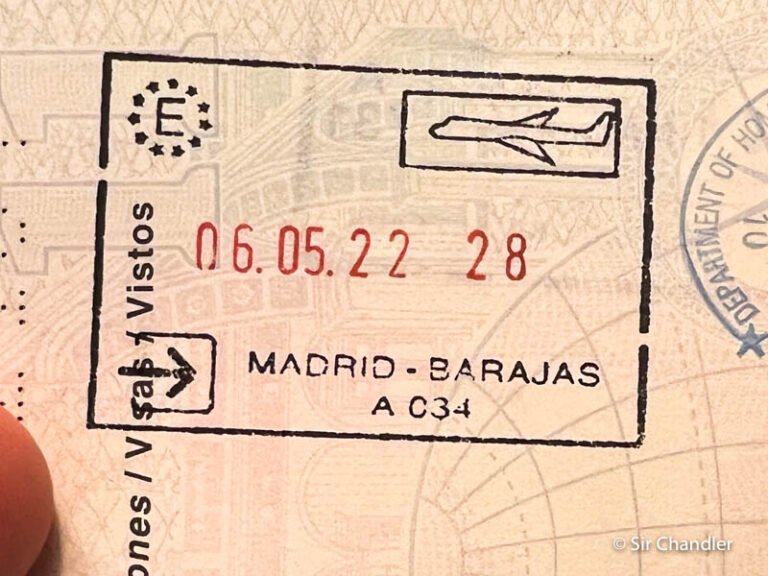 E
06.05.22 28
MADRID - BARAJAS
A 034
ones / Visas / Vistos
DEPARTMENT OF HOM
10
© Sir Chandler